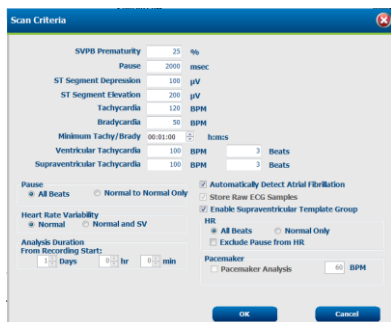 Scan Criteria
SVPB Prematurity 25 %
Pause 2000 msec
ST Segment Depression 100 µV
ST Segment Elevation 200 µV
Tachycardia 120 BPM
Bradycardia 50 BPM
Minimum Tachy/Brady 00:01:00 h:m:s
Ventricular Tachycardia 100 BPM 3 Beats
Supraventricular Tachycardia 100 BPM 3 Beats
Pause
All Beats Normal to Normal Only
Heart Rate Variability
Normal Normal and SV
Analysis Duration
From Recording Start:
1 Days 0 hr 0 min
Automatically Detect Atrial Fibrillation
Store Raw ECG Samples
Enable Supraventricular Template Group
HR
All Beats Normal Only
Exclude Pause from HR
Pacemaker
Pacemaker Analysis 60 BPM
OK Cancel